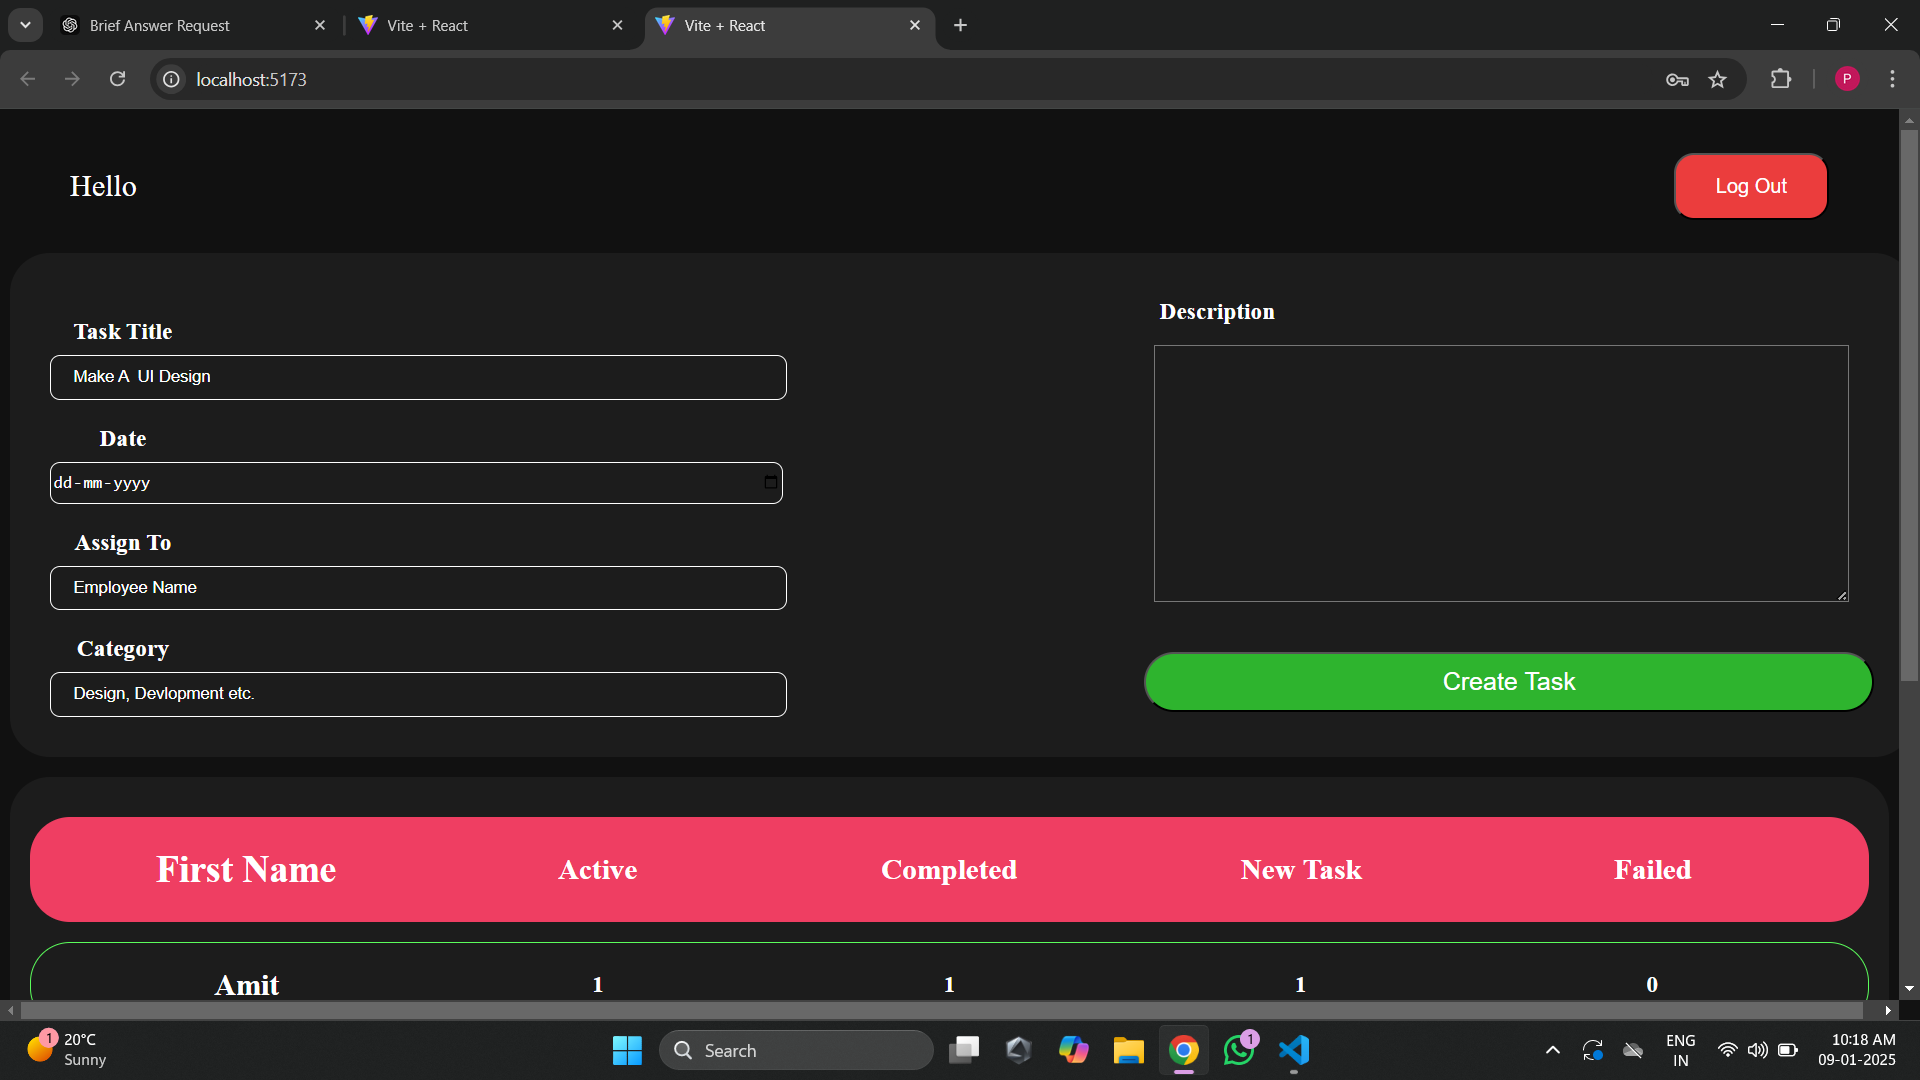 Brief Answer Request
Vite + React
Vite + React
localhost:5173
P
Hello
Log Out
Task Title
Make A  UI Design
Date
dd-mm-yyyy
Assign To
Employee Name
Category
Design, Devlopment etc.
Description
Create Task
First Name Active Completed New Task Failed
Amit 1 1 1 0
1
20°C
Sunny
Search
1
ENG
IN
10:18 AM
09-01-2025